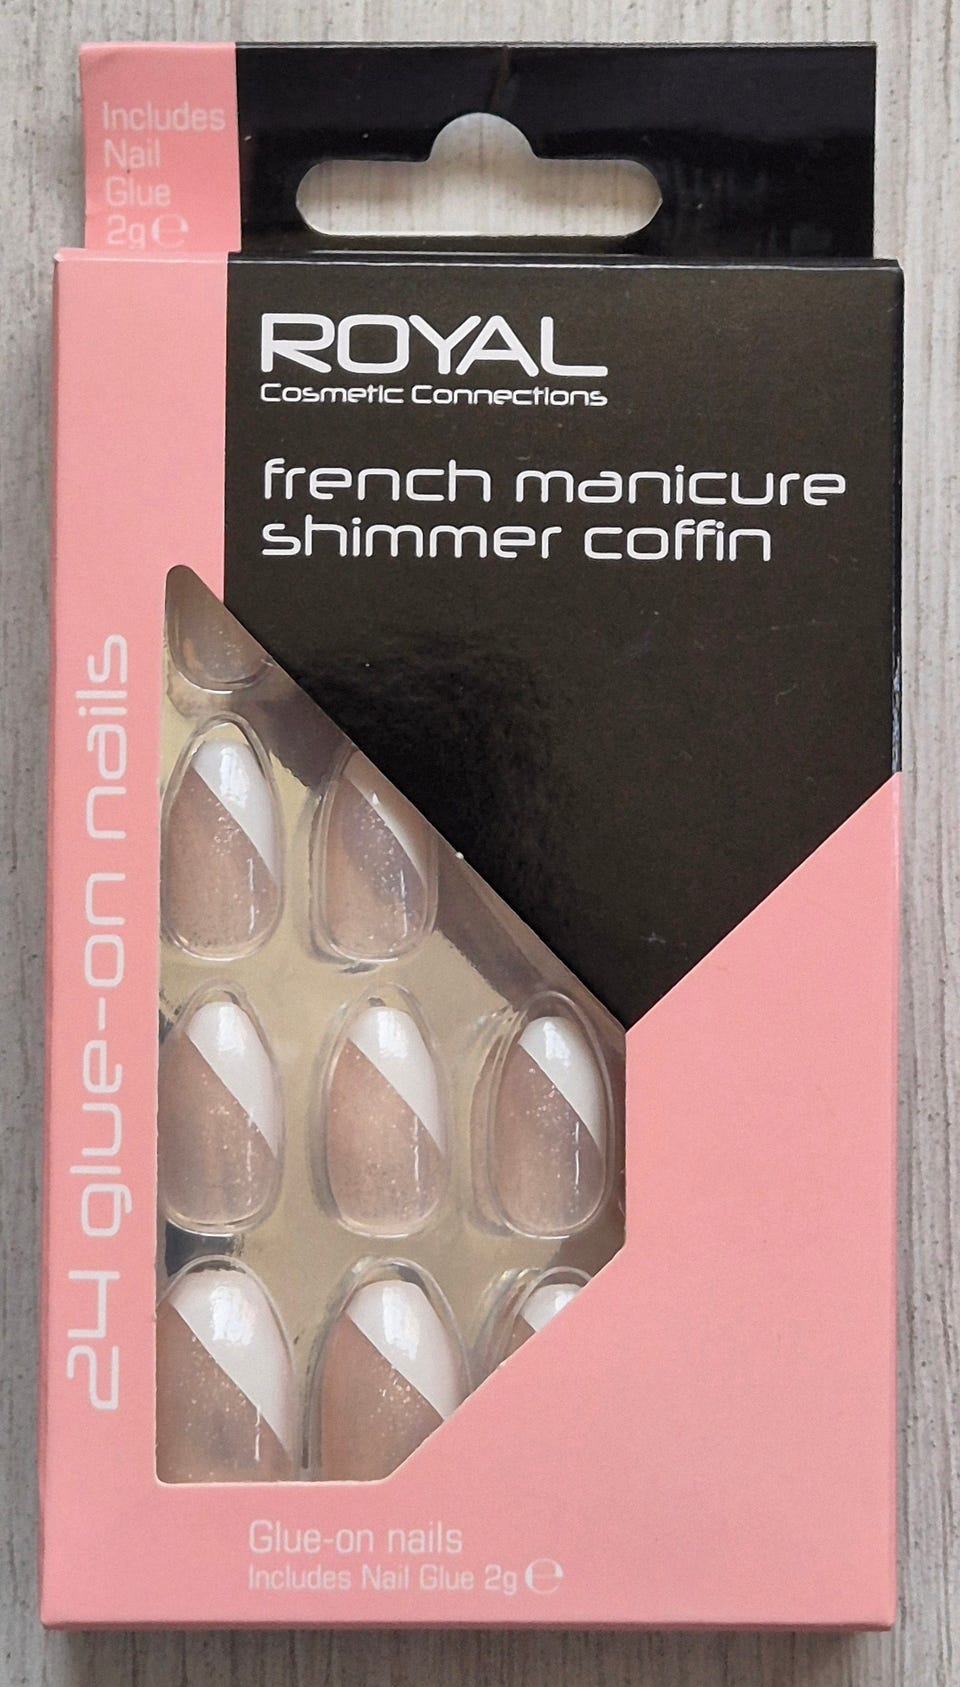 Includes
Nail
Glue
2g ℮
ROYAL
Cosmetic Connections
french manicure
shimmer coffin
24 glue-on nails
Glue-on nails
Includes Nail Glue 2g ℮